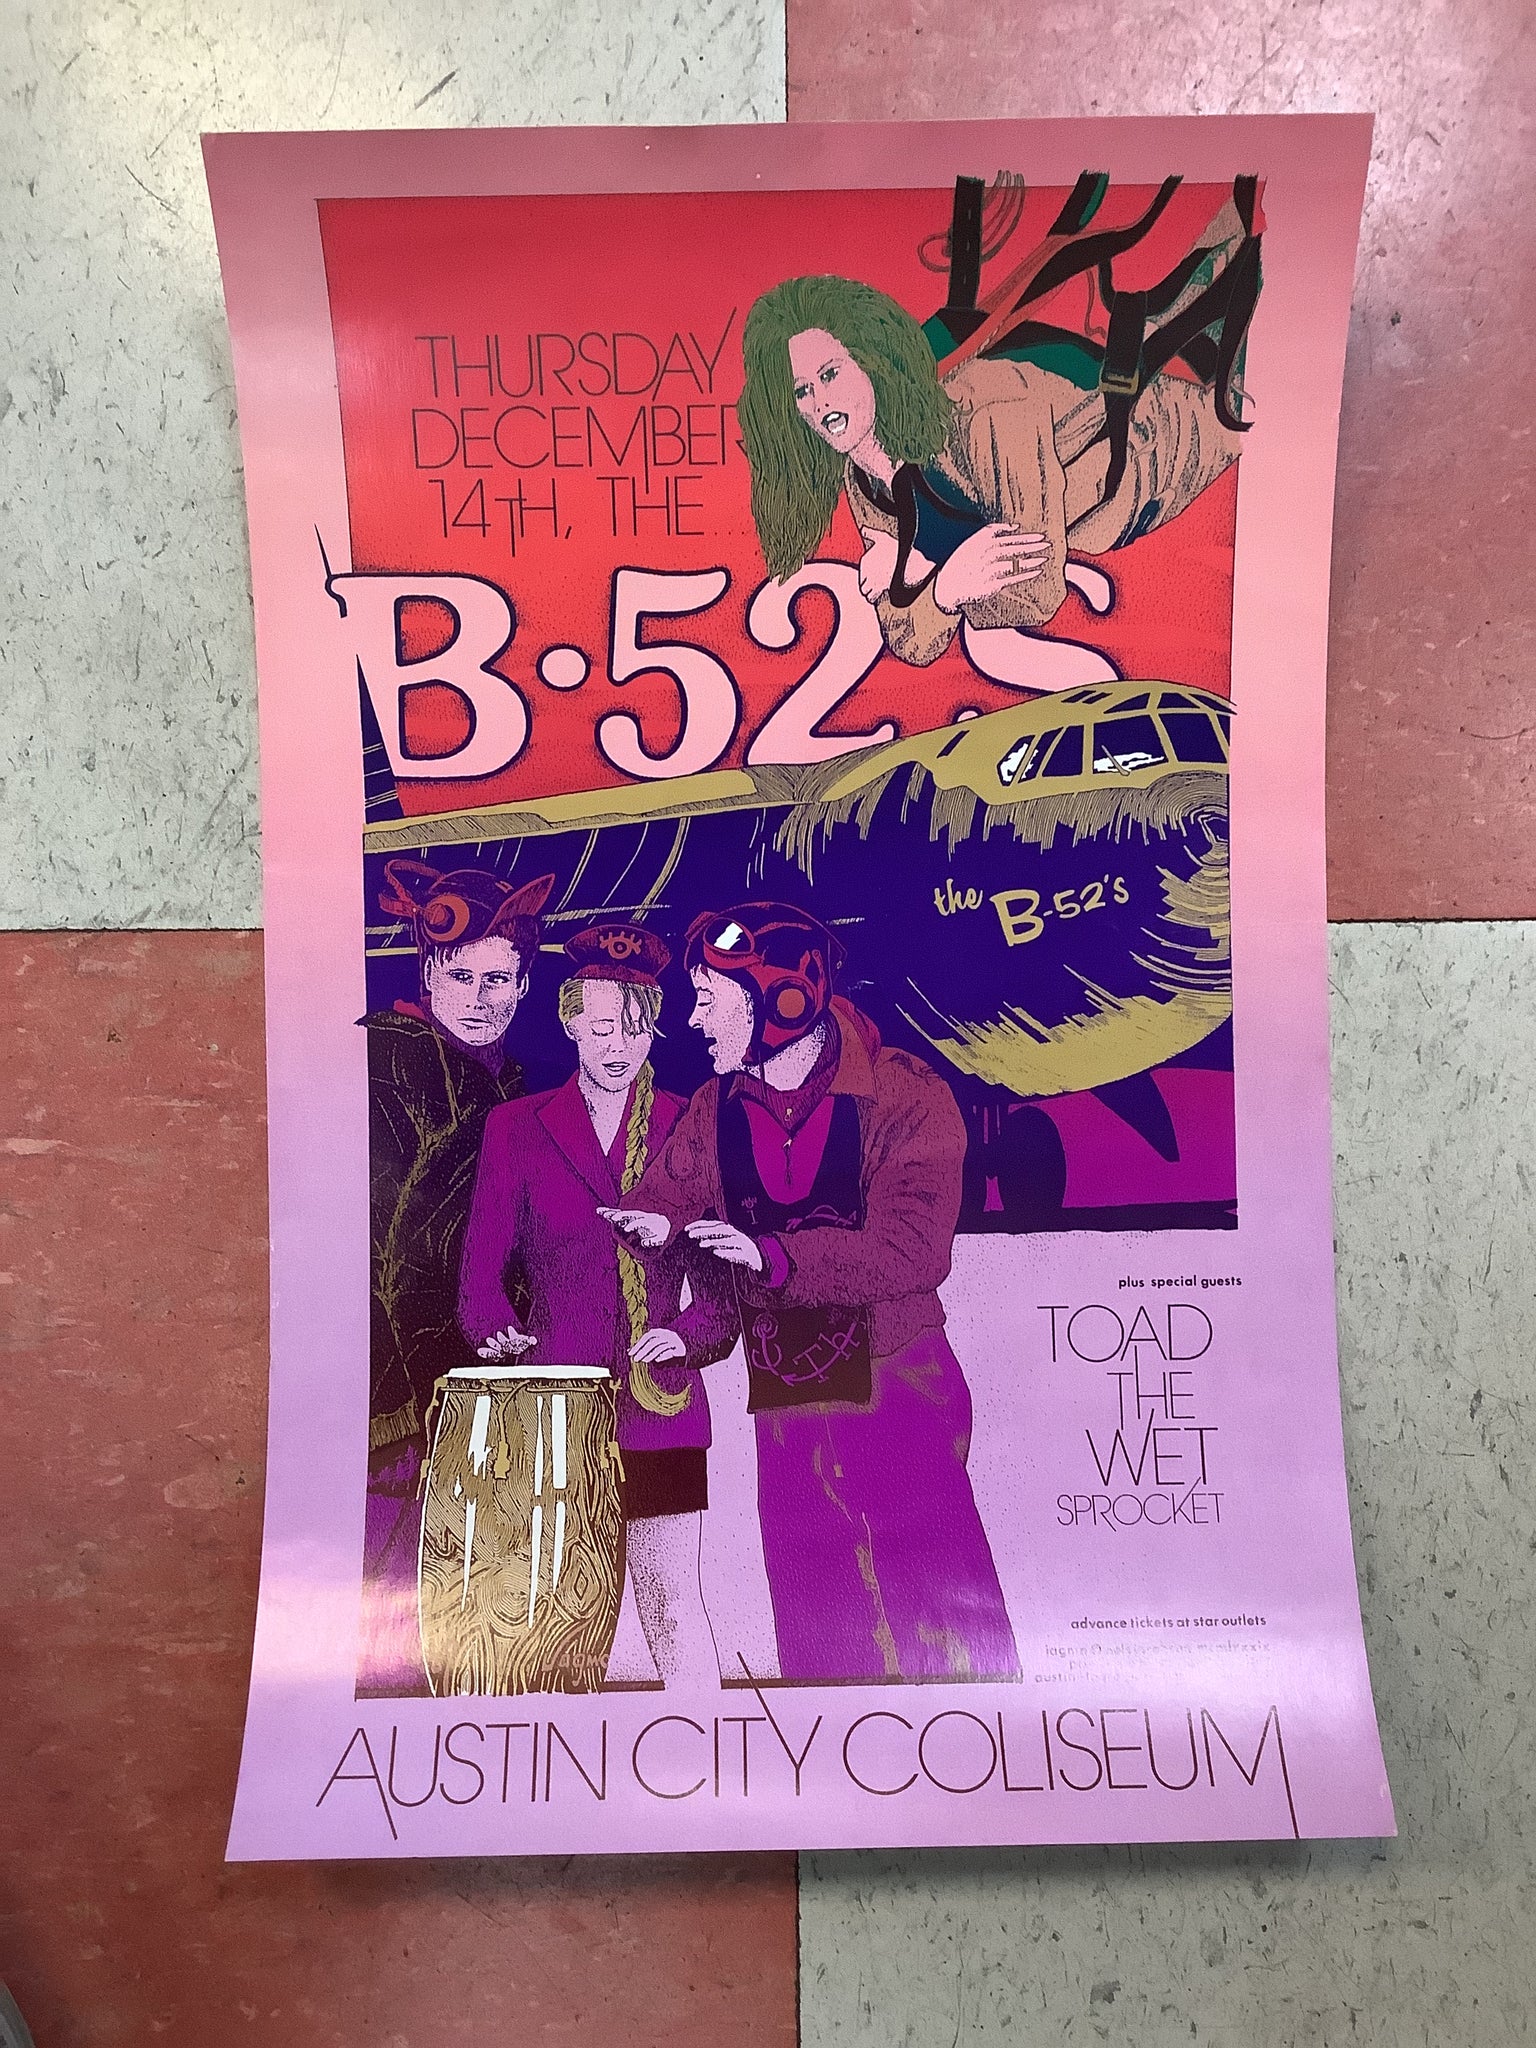 THURSDAY
DECEMBER
14TH, THE...
B·52's
the B-52's
plus special guests
TOAD
THE
WET
SPROCKET
advance tickets at star outlets
Jagmo
AUSTIN CITY COLISEUM